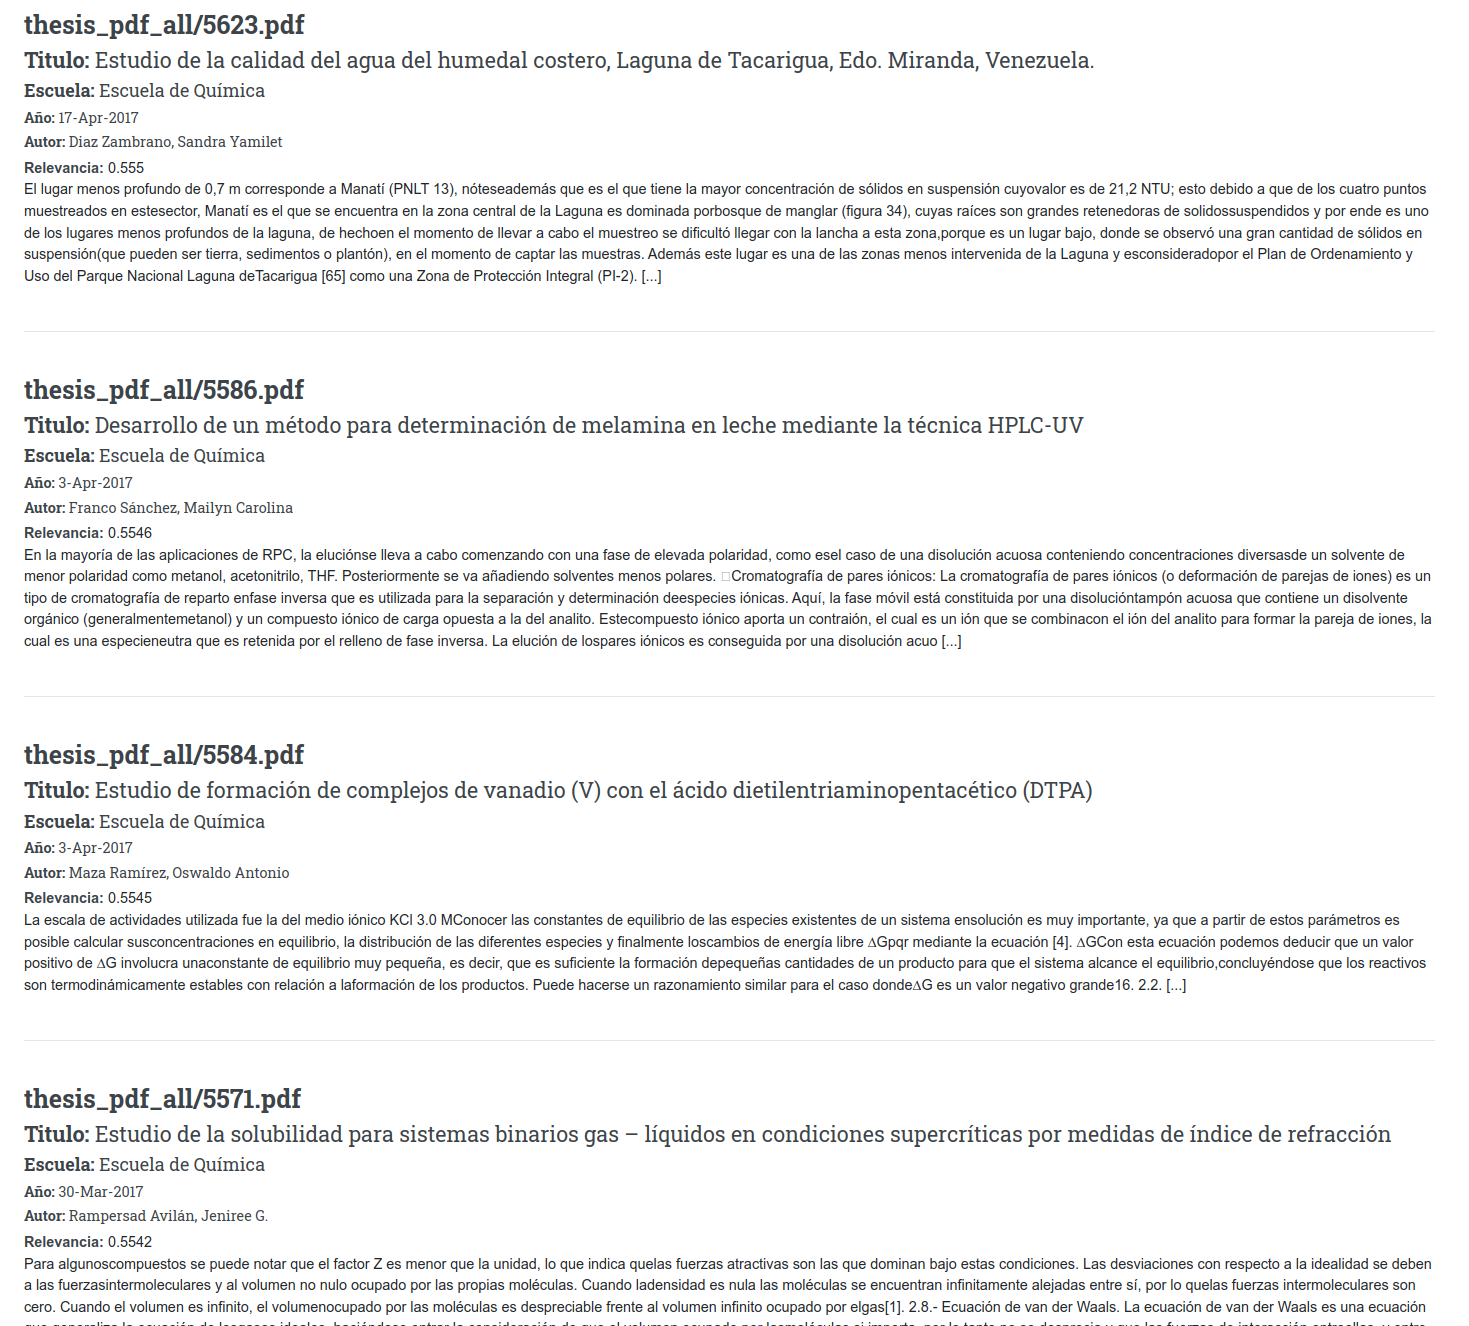 thesis_pdf_all/5623.pdf
Titulo: Estudio de la calidad del agua del humedal costero, Laguna de Tacarigua, Edo. Miranda, Venezuela.
Escuela: Escuela de Química
Año: 17-Apr-2017
Autor: Diaz Zambrano, Sandra Yamilet
Relevancia: 0.555
El lugar menos profundo de 0,7 m corresponde a Manatí (PNLT 13), nóteseademás que es el que tiene la mayor concentración de sólidos en suspensión cuyovalor es de 21,2 NTU; esto debido a que de los cuatro puntos
muestreados en estesector, Manatí es el que se encuentra en la zona central de la Laguna es dominada porbosque de manglar (figura 34), cuyas raíces son grandes retenedoras de solidossuspendidos y por ende es uno
de los lugares menos profundos de la laguna, de hechoen el momento de llevar a cabo el muestreo se dificultó llegar con la lancha a esta zona,porque es un lugar bajo, donde se observó una gran cantidad de sólidos en
suspensión(que pueden ser tierra, sedimentos o plantón), en el momento de captar las muestras. Además este lugar es una de las zonas menos intervenida de la Laguna y esconsideradopor el Plan de Ordenamiento y
Uso del Parque Nacional Laguna deTacarigua [65] como una Zona de Protección Integral (PI-2). [...]
thesis_pdf_all/5586.pdf
Titulo: Desarrollo de un método para determinación de melamina en leche mediante la técnica HPLC-UV
Escuela: Escuela de Química
Año: 3-Apr-2017
Autor: Franco Sánchez, Mailyn Carolina
Relevancia: 0.5546
En la mayoría de las aplicaciones de RPC, la eluciónse lleva a cabo comenzando con una fase de elevada polaridad, como esel caso de una disolución acuosa conteniendo concentraciones diversasde un solvente de
menor polaridad como metanol, acetonitrilo, THF. Posteriormente se va añadiendo solventes menos polares. Cromatografía de pares iónicos: La cromatografía de pares iónicos (o deformación de parejas de iones) es un
tipo de cromatografía de reparto enfase inversa que es utilizada para la separación y determinación deespecies iónicas. Aquí, la fase móvil está constituida por una disolucióntampón acuosa que contiene un disolvente
orgánico (generalmentemetanol) y un compuesto iónico de carga opuesta a la del analito. Estecompuesto iónico aporta un contraión, el cual es un ión que se combinacon el ión del analito para formar la pareja de iones, la
cual es una especieneutra que es retenida por el relleno de fase inversa. La elución de lospares iónicos es conseguida por una disolución acuo [...]
thesis_pdf_all/5584.pdf
Titulo: Estudio de formación de complejos de vanadio (V) con el ácido dietilentriaminopentacético (DTPA)
Escuela: Escuela de Química
Año: 3-Apr-2017
Autor: Maza Ramírez, Oswaldo Antonio
Relevancia: 0.5545
La escala de actividades utilizada fue la del medio iónico KCl 3.0 MConocer las constantes de equilibrio de las especies existentes de un sistema ensolución es muy importante, ya que a partir de estos parámetros es
posible calcular susconcentraciones en equilibrio, la distribución de las diferentes especies y finalmente loscambios de energía libre ∆Gpqr mediante la ecuación [4]. ∆GCon esta ecuación podemos deducir que un valor
positivo de ∆G involucra unaconstante de equilibrio muy pequeña, es decir, que es suficiente la formación depequeñas cantidades de un producto para que el sistema alcance el equilibrio,concluyéndose que los reactivos
son termodinámicamente estables con relación a laformación de los productos. Puede hacerse un razonamiento similar para el caso donde∆G es un valor negativo grande16. 2.2. [...]
thesis_pdf_all/5571.pdf
Titulo: Estudio de la solubilidad para sistemas binarios gas – líquidos en condiciones supercríticas por medidas de índice de refracción
Escuela: Escuela de Química
Año: 30-Mar-2017
Autor: Rampersad Avilán, Jeniree G.
Relevancia: 0.5542
Para algunoscompuestos se puede notar que el factor Z es menor que la unidad, lo que indica quelas fuerzas atractivas son las que dominan bajo estas condiciones. Las desviaciones con respecto a la idealidad se deben
a las fuerzasintermoleculares y al volumen no nulo ocupado por las propias moléculas. Cuando ladensidad es nula las moléculas se encuentran infinitamente alejadas entre sí, por lo quelas fuerzas intermoleculares son
cero. Cuando el volumen es infinito, el volumenocupado por las moléculas es despreciable frente al volumen infinito ocupado por elgas[1]. 2.8.- Ecuación de van der Waals. La ecuación de van der Waals es una ecuación